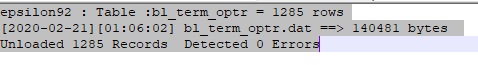 epsilon92 : Table :bl_term_optr = 1285 rows
[2020-02-21][01:06:02] bl_term_optr.dat ==> 140481 bytes
Unloaded 1285 Records  Detected 0 Errors